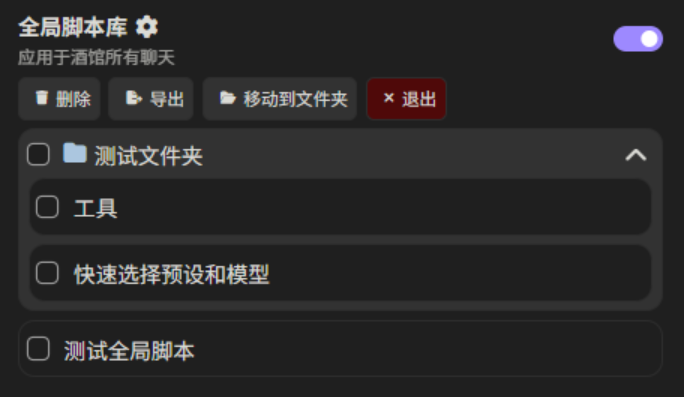 全局脚本库
应用于酒馆所有聊天
删除 导出 移动到文件夹 × 退出
测试文件夹
工具
快速选择预设和模型
测试全局脚本